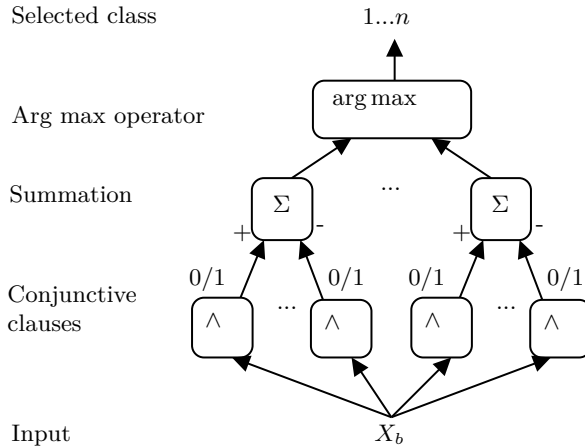 Selected class
1...n
arg max
Arg max operator
...
Summation
Σ
Σ
+
-
+
-
0/1
0/1
0/1
0/1
Conjunctive
clauses
...
...
∧
∧
∧
∧
Input
X_b